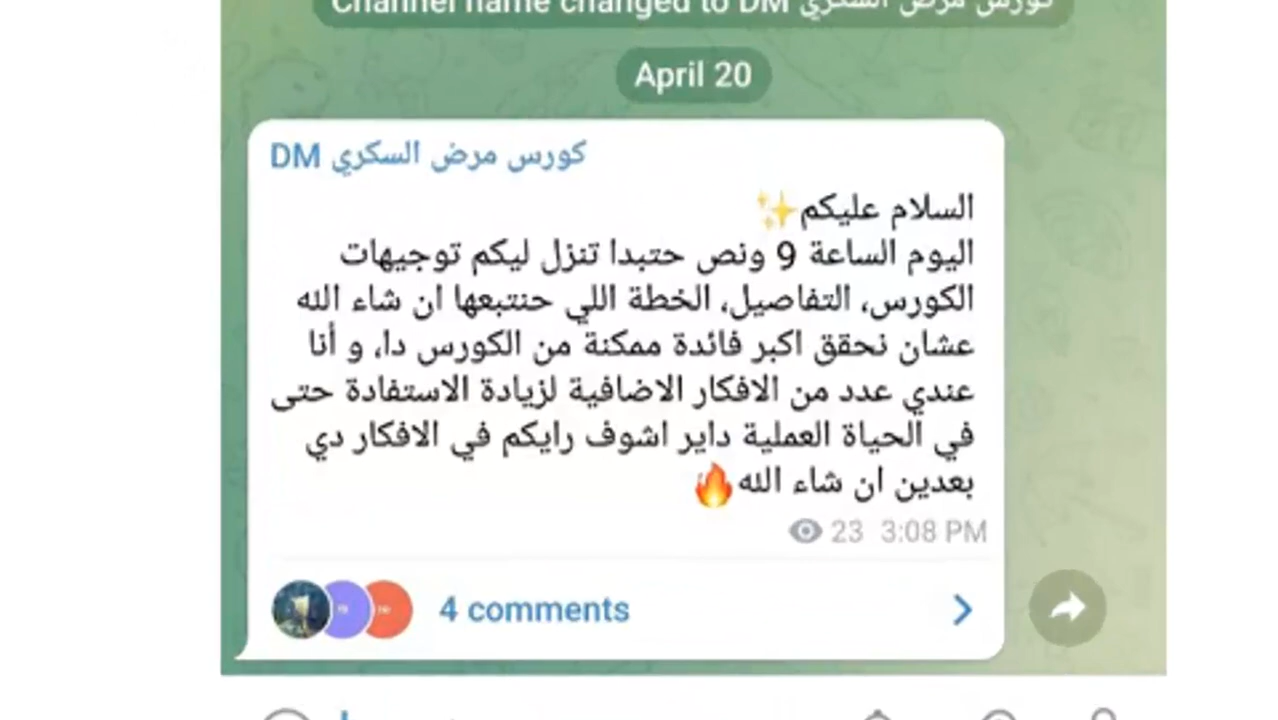 Channel name changed to DM كورس مرض السكري
April 20
كورس مرض السكري DM
السلام عليكم✨
اليوم الساعة 9 ونص حتبدا تنزل ليكم توجيهات
الكورس، التفاصيل، الخطة اللي حنتبعها ان شاء الله
عشان نحقق اكبر فائدة ممكنة من الكورس دا، و أنا
عندي عدد من الافكار الاضافية لزيادة الاستفادة حتى
في الحياة العملية داير اشوف رايكم في الافكار دي
بعدين ان شاء الله🔥
23 3:08 PM
4 comments